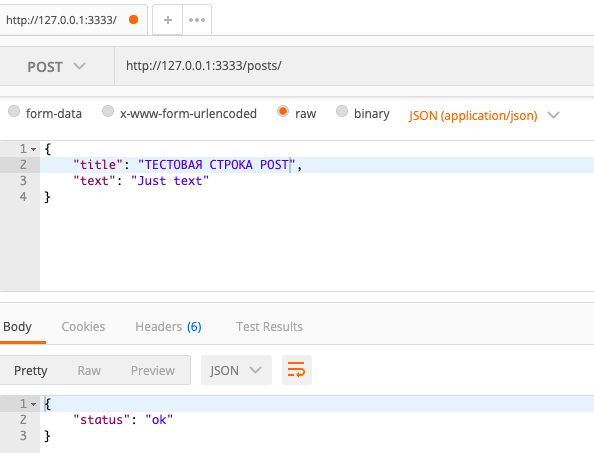 http://127.0.0.1:3333/ + •••
POST http://127.0.0.1:3333/posts/
form-data x-www-form-urlencoded raw binary JSON (application/json)
1 {
2 "title": "ТЕСТОВАЯ СТРОКА POST",
3 "text": "Just text"
4 }
Body Cookies Headers (6) Test Results
Pretty Raw Preview JSON
1 {
2 "status": "ok"
3 }